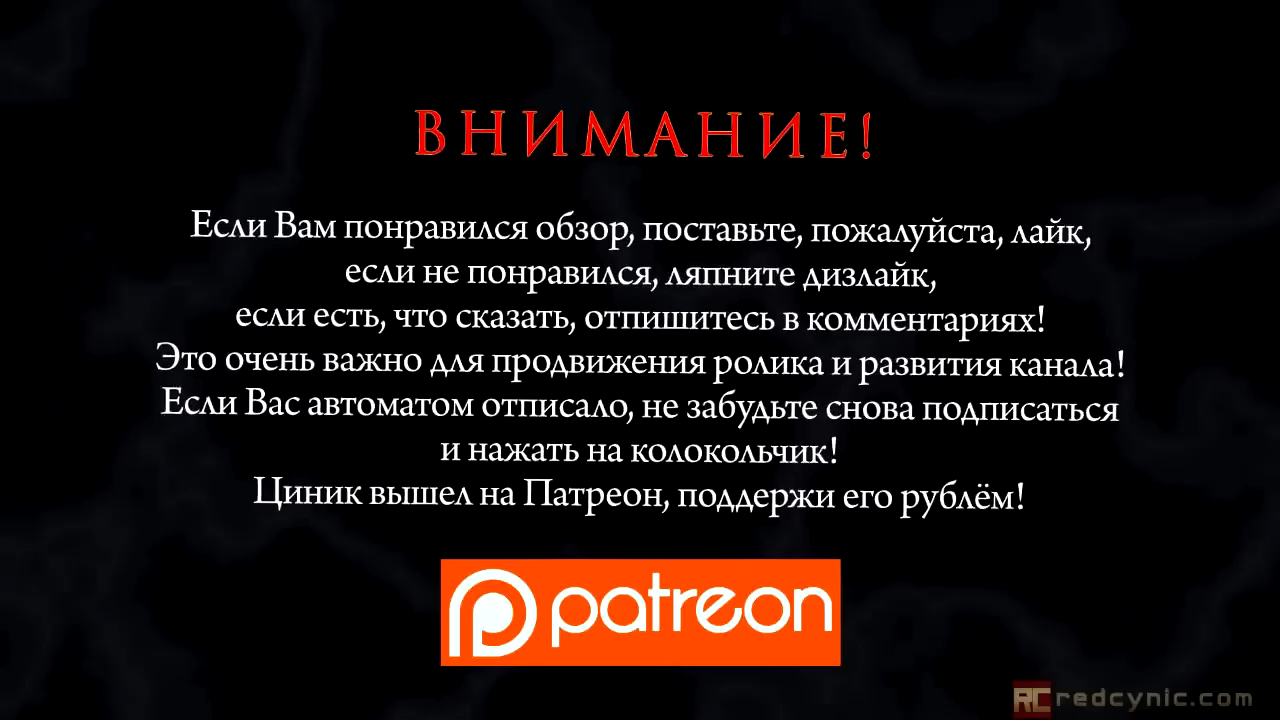 ВНИМАНИЕ!
Если Вам понравился обзор, поставьте, пожалуйста, лайк,
если не понравился, ляпните дизлайк,
если есть, что сказать, отпишитесь в комментариях!
Это очень важно для продвижения ролика и развития канала!
Если Вас автоматом отписало, не забудьте снова подписаться
и нажать на колокольчик!
Циник вышел на Патреон, поддержи его рублём!
patreon
RC redcynic.com